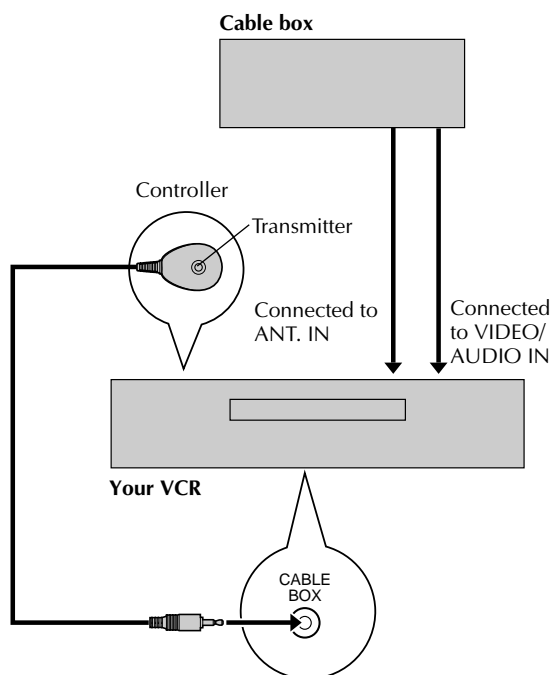 Cable box
Controller
Transmitter
Connected to
ANT. IN
Connected
to VIDEO/
AUDIO IN
Your VCR
CABLE
BOX